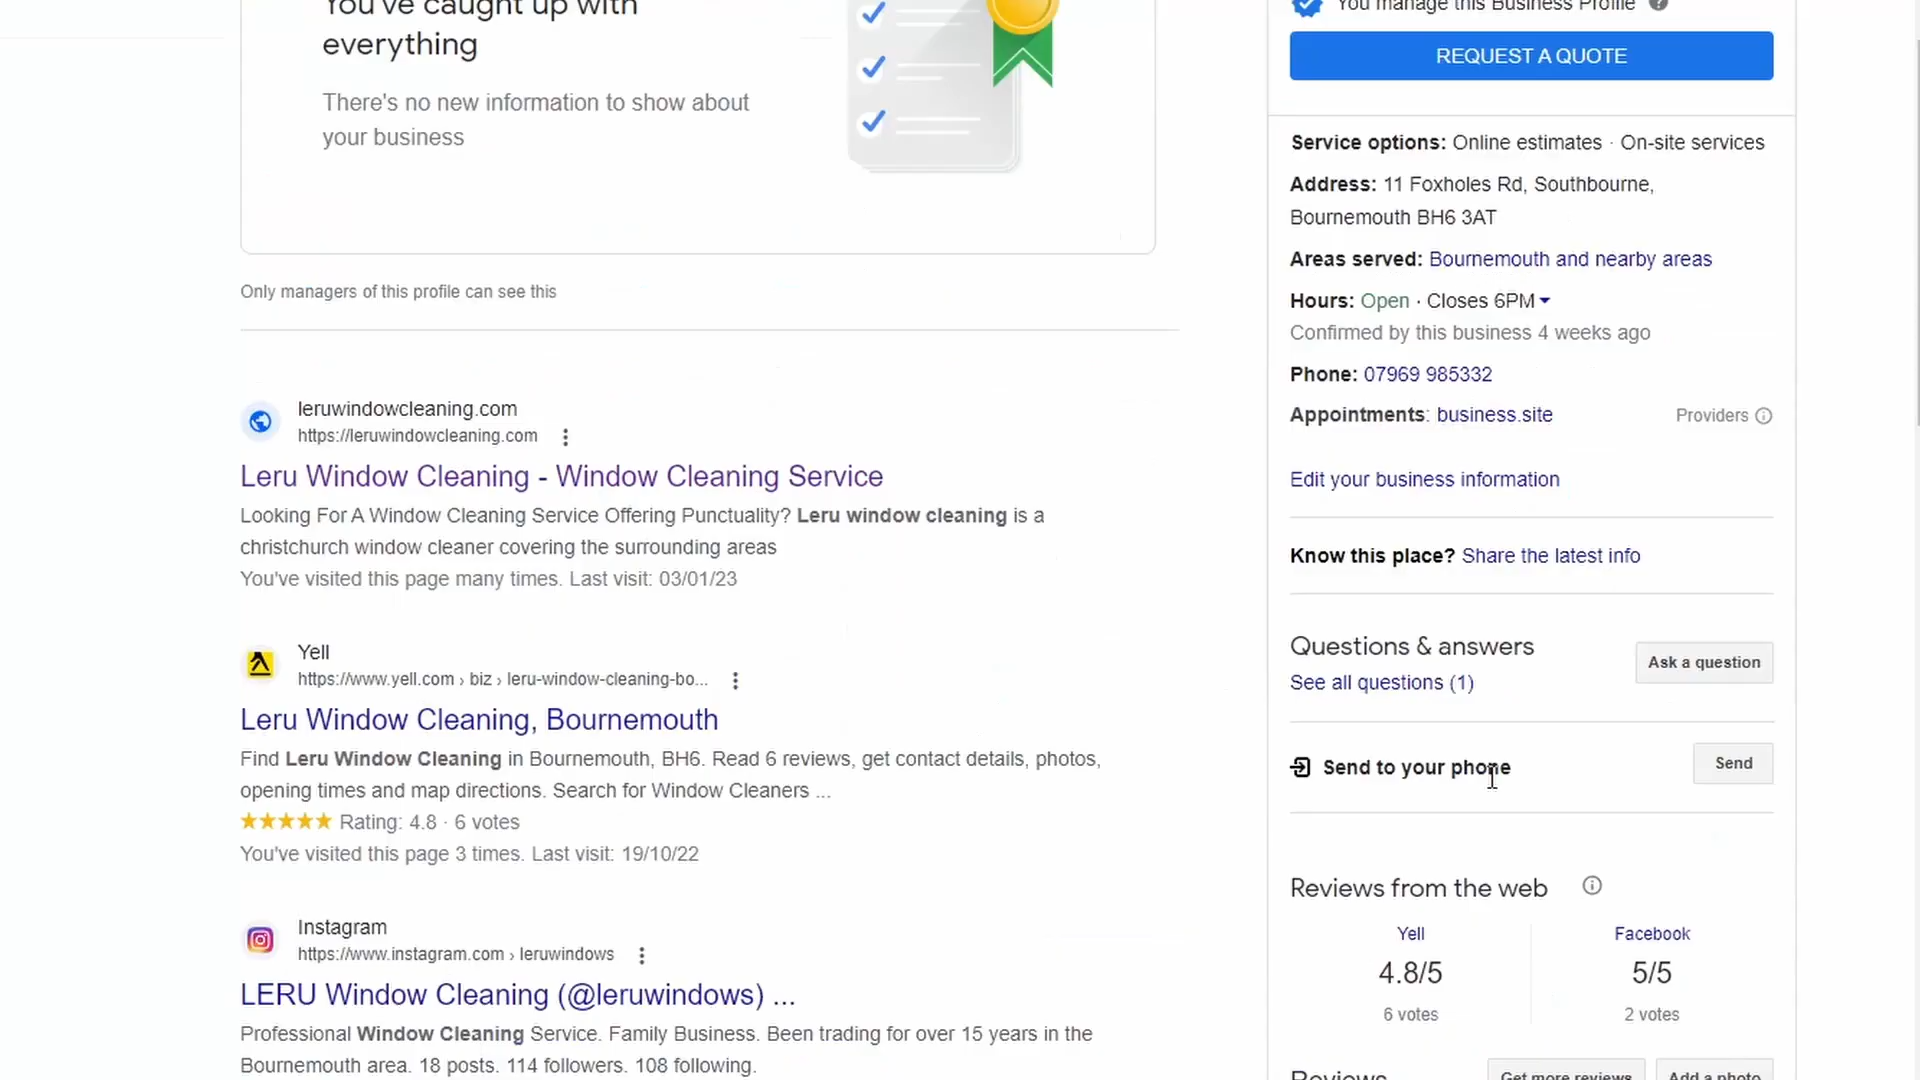 You've caught up with
everything
There's no new information to show about
your business
Only managers of this profile can see this
leruwindowcleaning.com
https://leruwindowcleaning.com
Leru Window Cleaning - Window Cleaning Service
Looking For A Window Cleaning Service Offering Punctuality? Leru window cleaning is a
christchurch window cleaner covering the surrounding areas
You've visited this page many times. Last visit: 03/01/23
Yell
https://www.yell.com › biz › leru-window-cleaning-bo...
Leru Window Cleaning, Bournemouth
Find Leru Window Cleaning in Bournemouth, BH6. Read 6 reviews, get contact details, photos,
opening times and map directions. Search for Window Cleaners ...
Rating: 4.8 · 6 votes
You've visited this page 3 times. Last visit: 19/10/22
Instagram
https://www.instagram.com › leruwindows
LERU Window Cleaning (@leruwindows) ...
Professional Window Cleaning Service. Family Business. Been trading for over 15 years in the
Bournemouth area. 18 posts. 114 followers. 108 following.
You manage this Business Profile
REQUEST A QUOTE
Service options: Online estimates · On-site services
Address: 11 Foxholes Rd, Southbourne,
Bournemouth BH6 3AT
Areas served: Bournemouth and nearby areas
Hours: Open · Closes 6PM
Confirmed by this business 4 weeks ago
Phone: 07969 985332
Appointments: business.site Providers
Edit your business information
Know this place? Share the latest info
Questions & answers
See all questions (1)
Ask a question
Send to your phone
Send
Reviews from the web
Yell Facebook
4.8/5 5/5
6 votes 2 votes
Reviews Get more reviews Add a photo